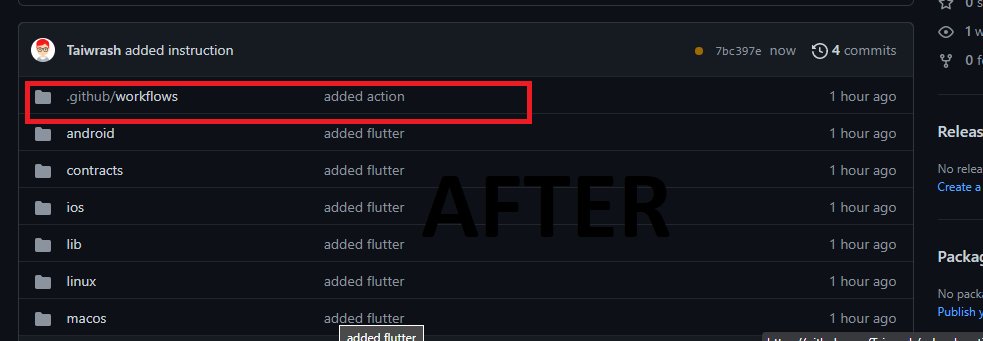 0 s
Taiwrash added instruction
7bc397e now
4 commits
1 w
0 f
.github/workflows
added action
1 hour ago
android
added flutter
1 hour ago
Releas
contracts
added flutter
1 hour ago
No relea
Create a
AFTER
ios
added flutter
1 hour ago
lib
added flutter
1 hour ago
Packag
linux
added flutter
1 hour ago
No packa
Publish y
macos
added flutter
1 hour ago
added flutter